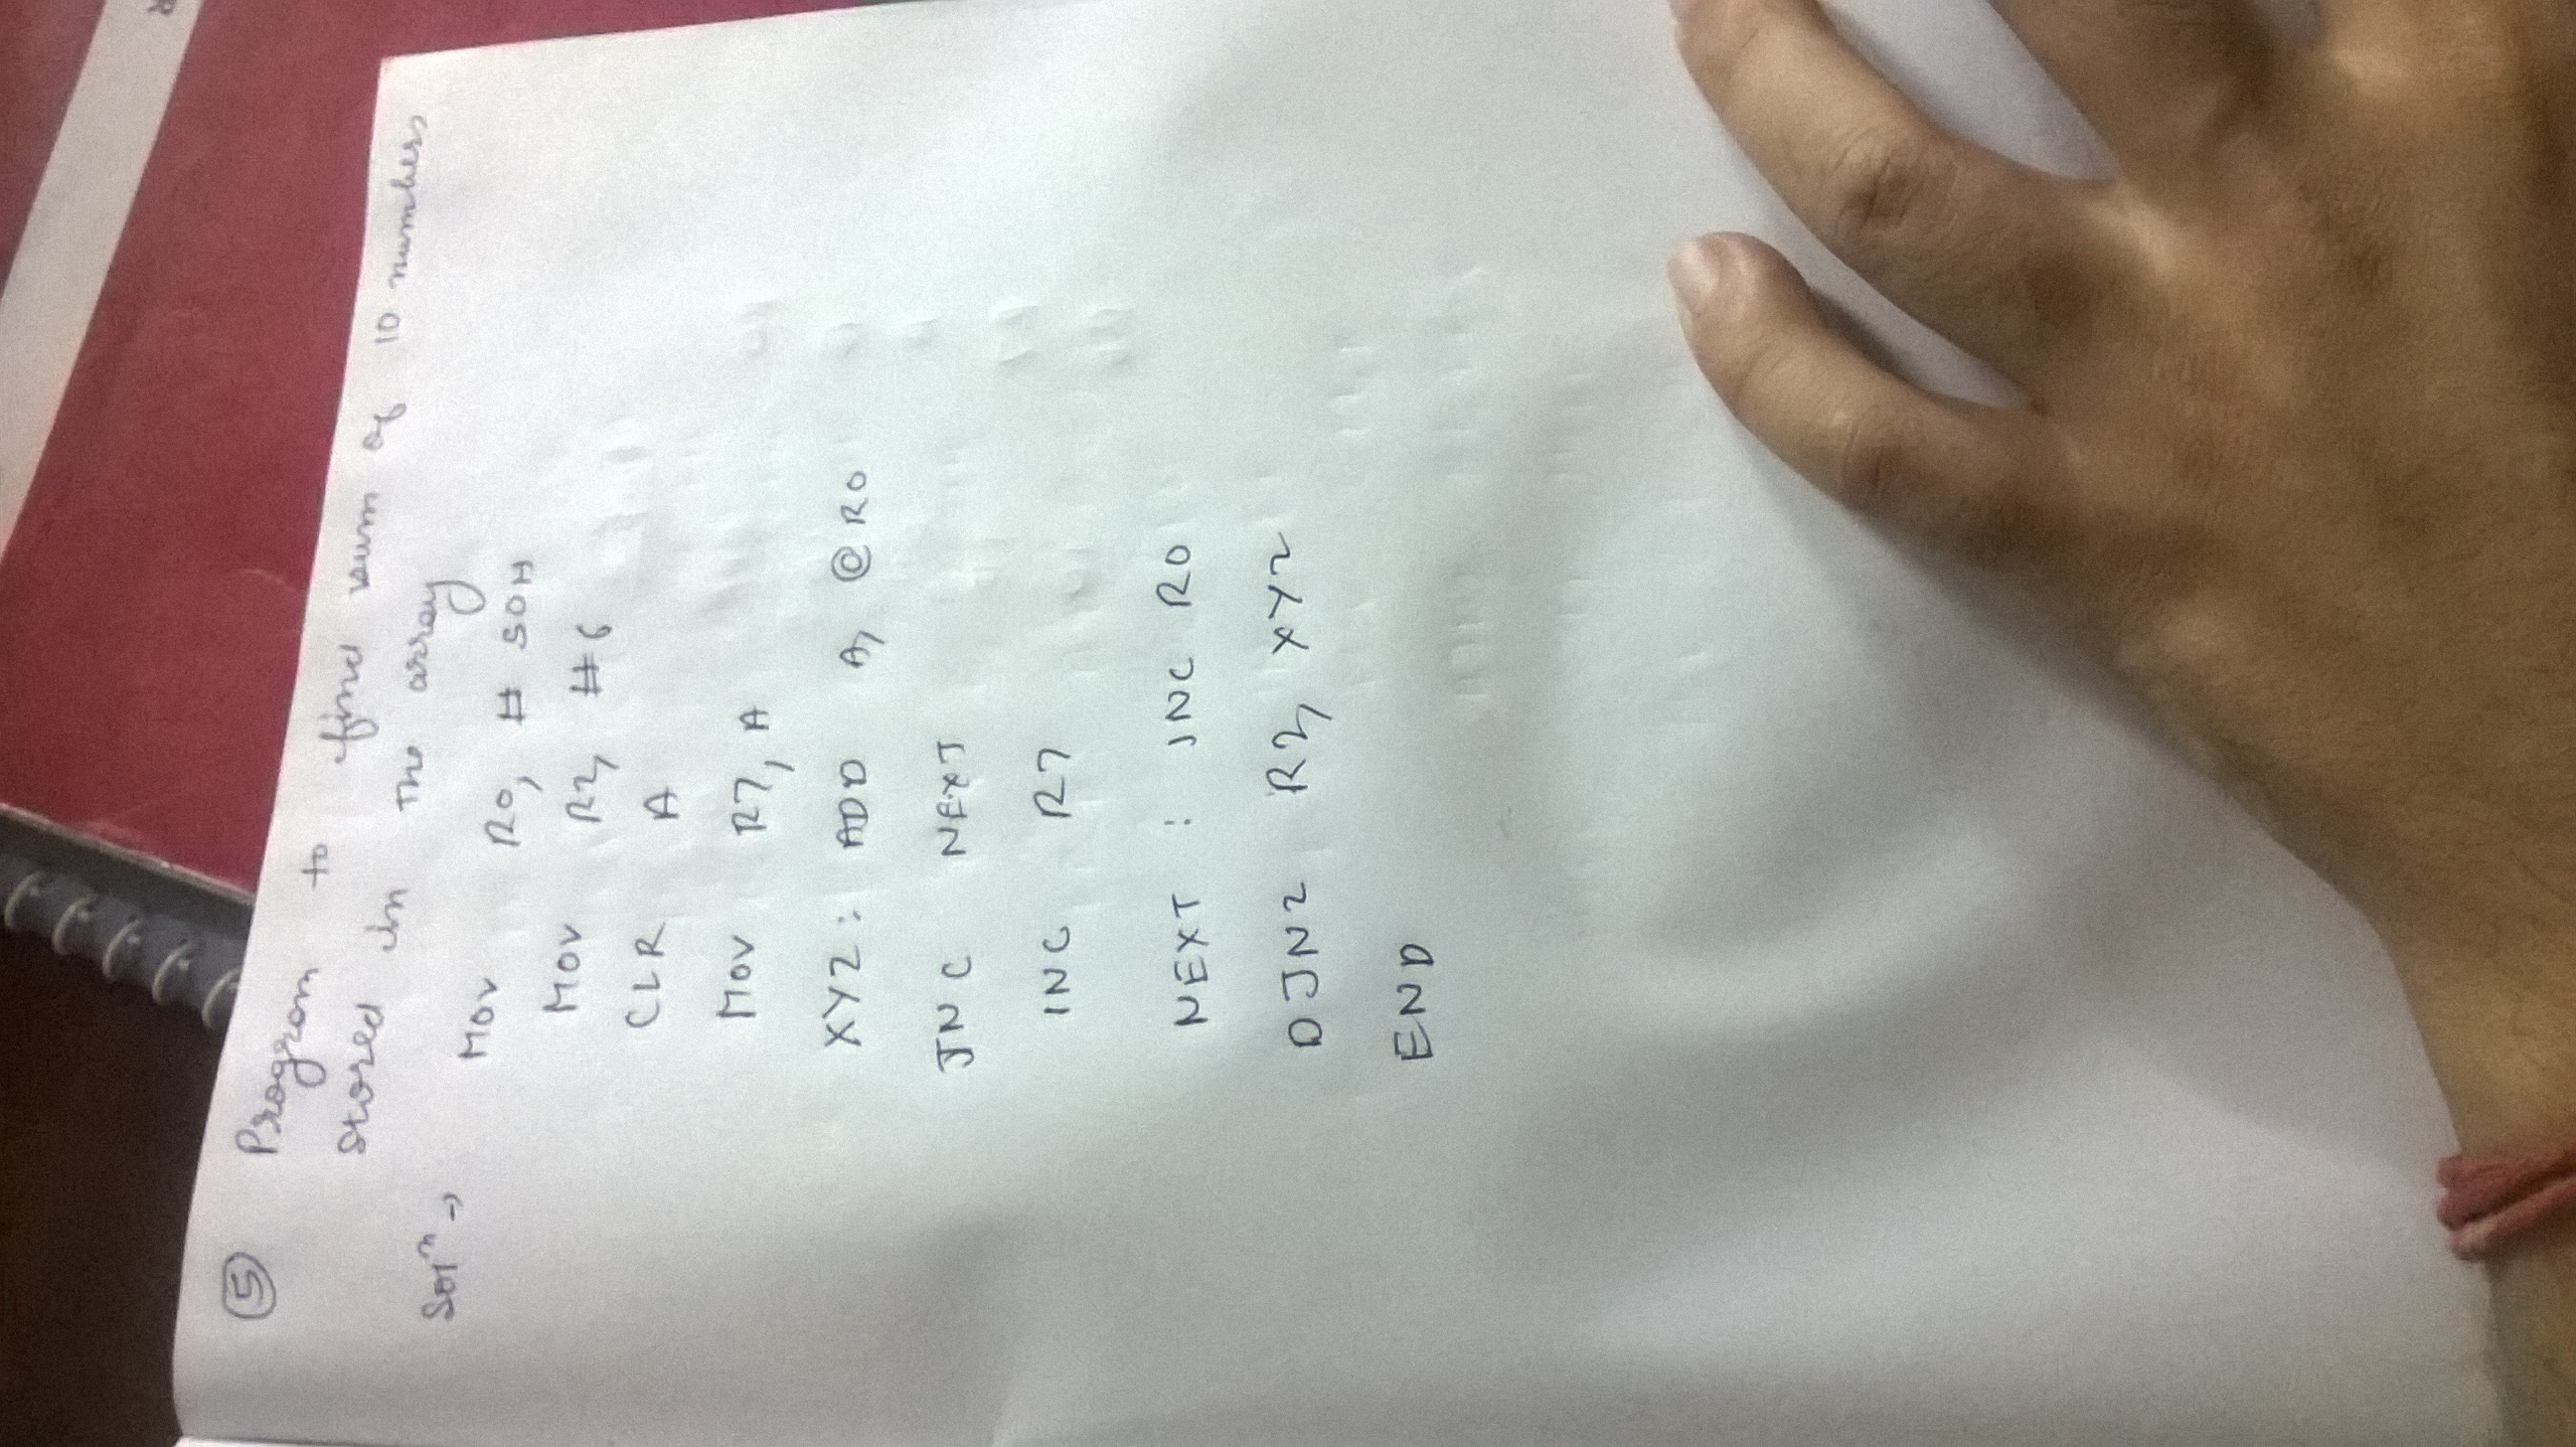 ⑤ Program to find sum of 10 numbers
stored in the array
Solⁿ →
MOV R0, # 50H
MOV R2, #6
CLR A
MOV R7, A
XYZ: ADD A, @R0
JNC NEXT
INC R7
NEXT : INC R0
DJNZ R2, XYZ
END